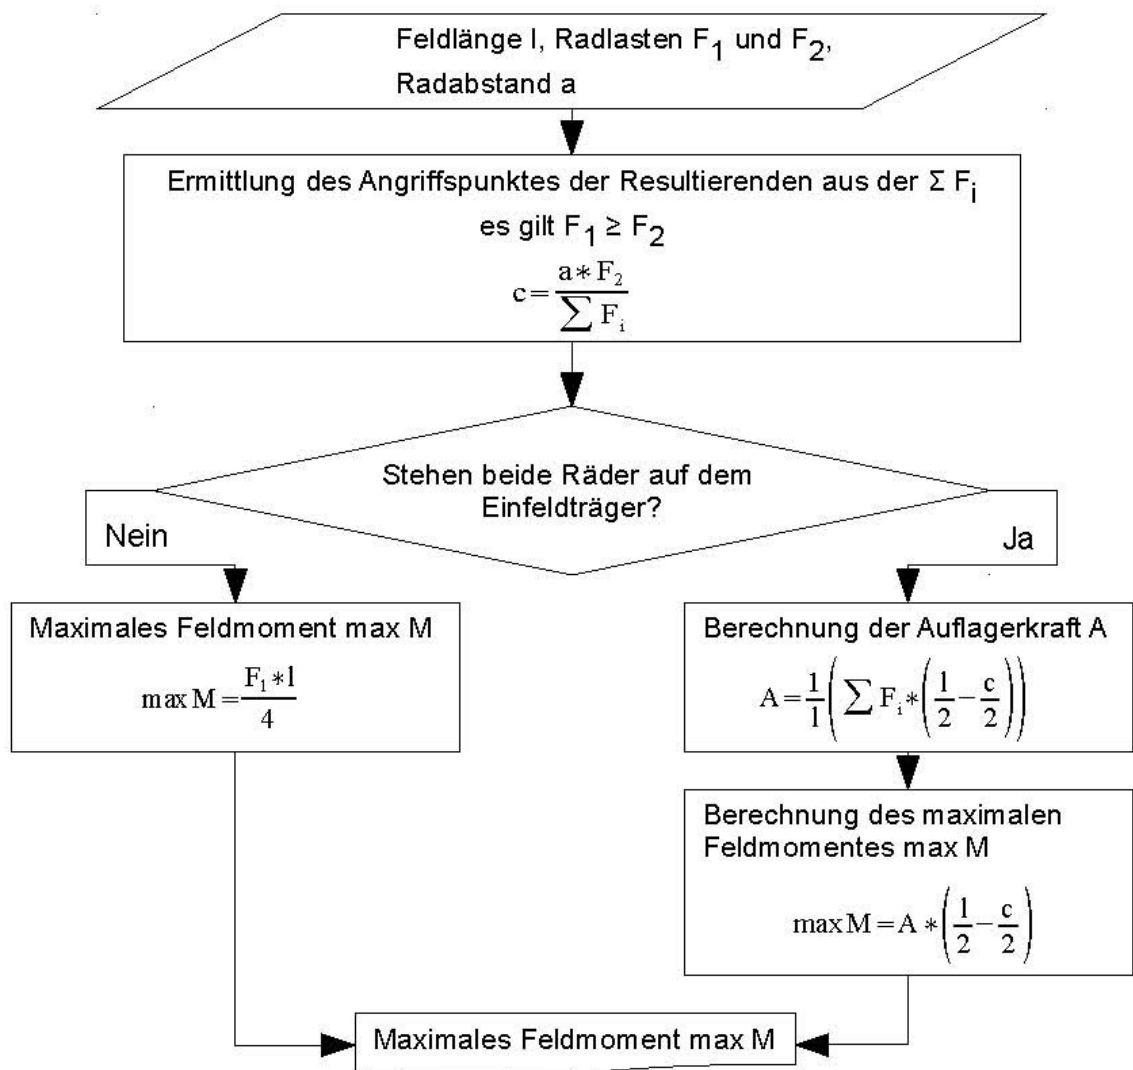 Feldlänge l, Radlasten F₁ und F₂,
Radabstand a
Ermittlung des Angriffspunktes der Resultierenden aus der Σ Fᵢ
es gilt F₁ ≥ F₂
c = (a * F₂) / (∑ Fᵢ)
Stehen beide Räder auf dem
Einfeldträger?
Nein
Ja
Maximales Feldmoment max M
max M = (F₁ * l) / 4
Berechnung der Auflagerkraft A
A = 1/l (∑ Fᵢ * (l/2 − c/2))
Berechnung des maximalen
Feldmomentes max M
max M = A * (l/2 − c/2)
Maximales Feldmoment max M